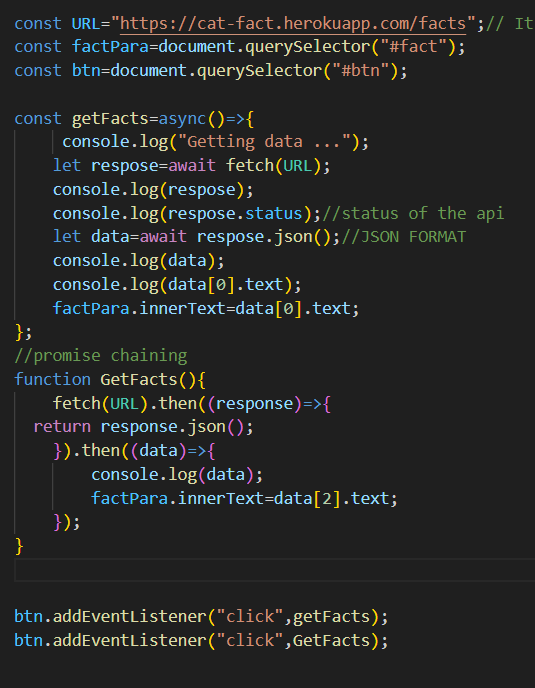 const URL="https://cat-fact.herokuapp.com/facts";// It
const factPara=document.querySelector("#fact");
const btn=document.querySelector("#btn");
const getFacts=async()=>{
console.log("Getting data ...");
let respose=await fetch(URL);
console.log(respose);
console.log(respose.status);//status of the api
let data=await respose.json();//JSON FORMAT
console.log(data);
console.log(data[0].text);
factPara.innerText=data[0].text;
};
//promise chaining
function GetFacts(){
fetch(URL).then((response)=>{
return response.json();
}).then((data)=>{
console.log(data);
factPara.innerText=data[2].text;
});
}
btn.addEventListener("click",getFacts);
btn.addEventListener("click",GetFacts);